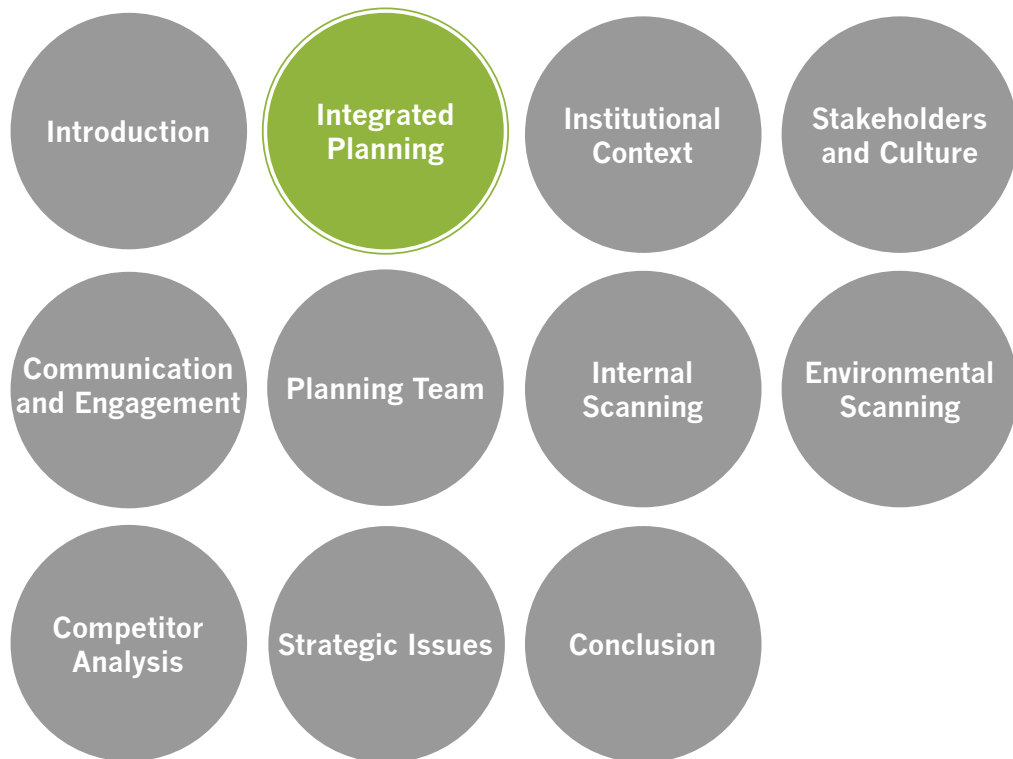 Introduction
Integrated
Planning
Institutional
Context
Stakeholders
and Culture
Communication
and Engagement
Planning Team
Internal
Scanning
Environmental
Scanning
Competitor
Analysis
Strategic Issues
Conclusion